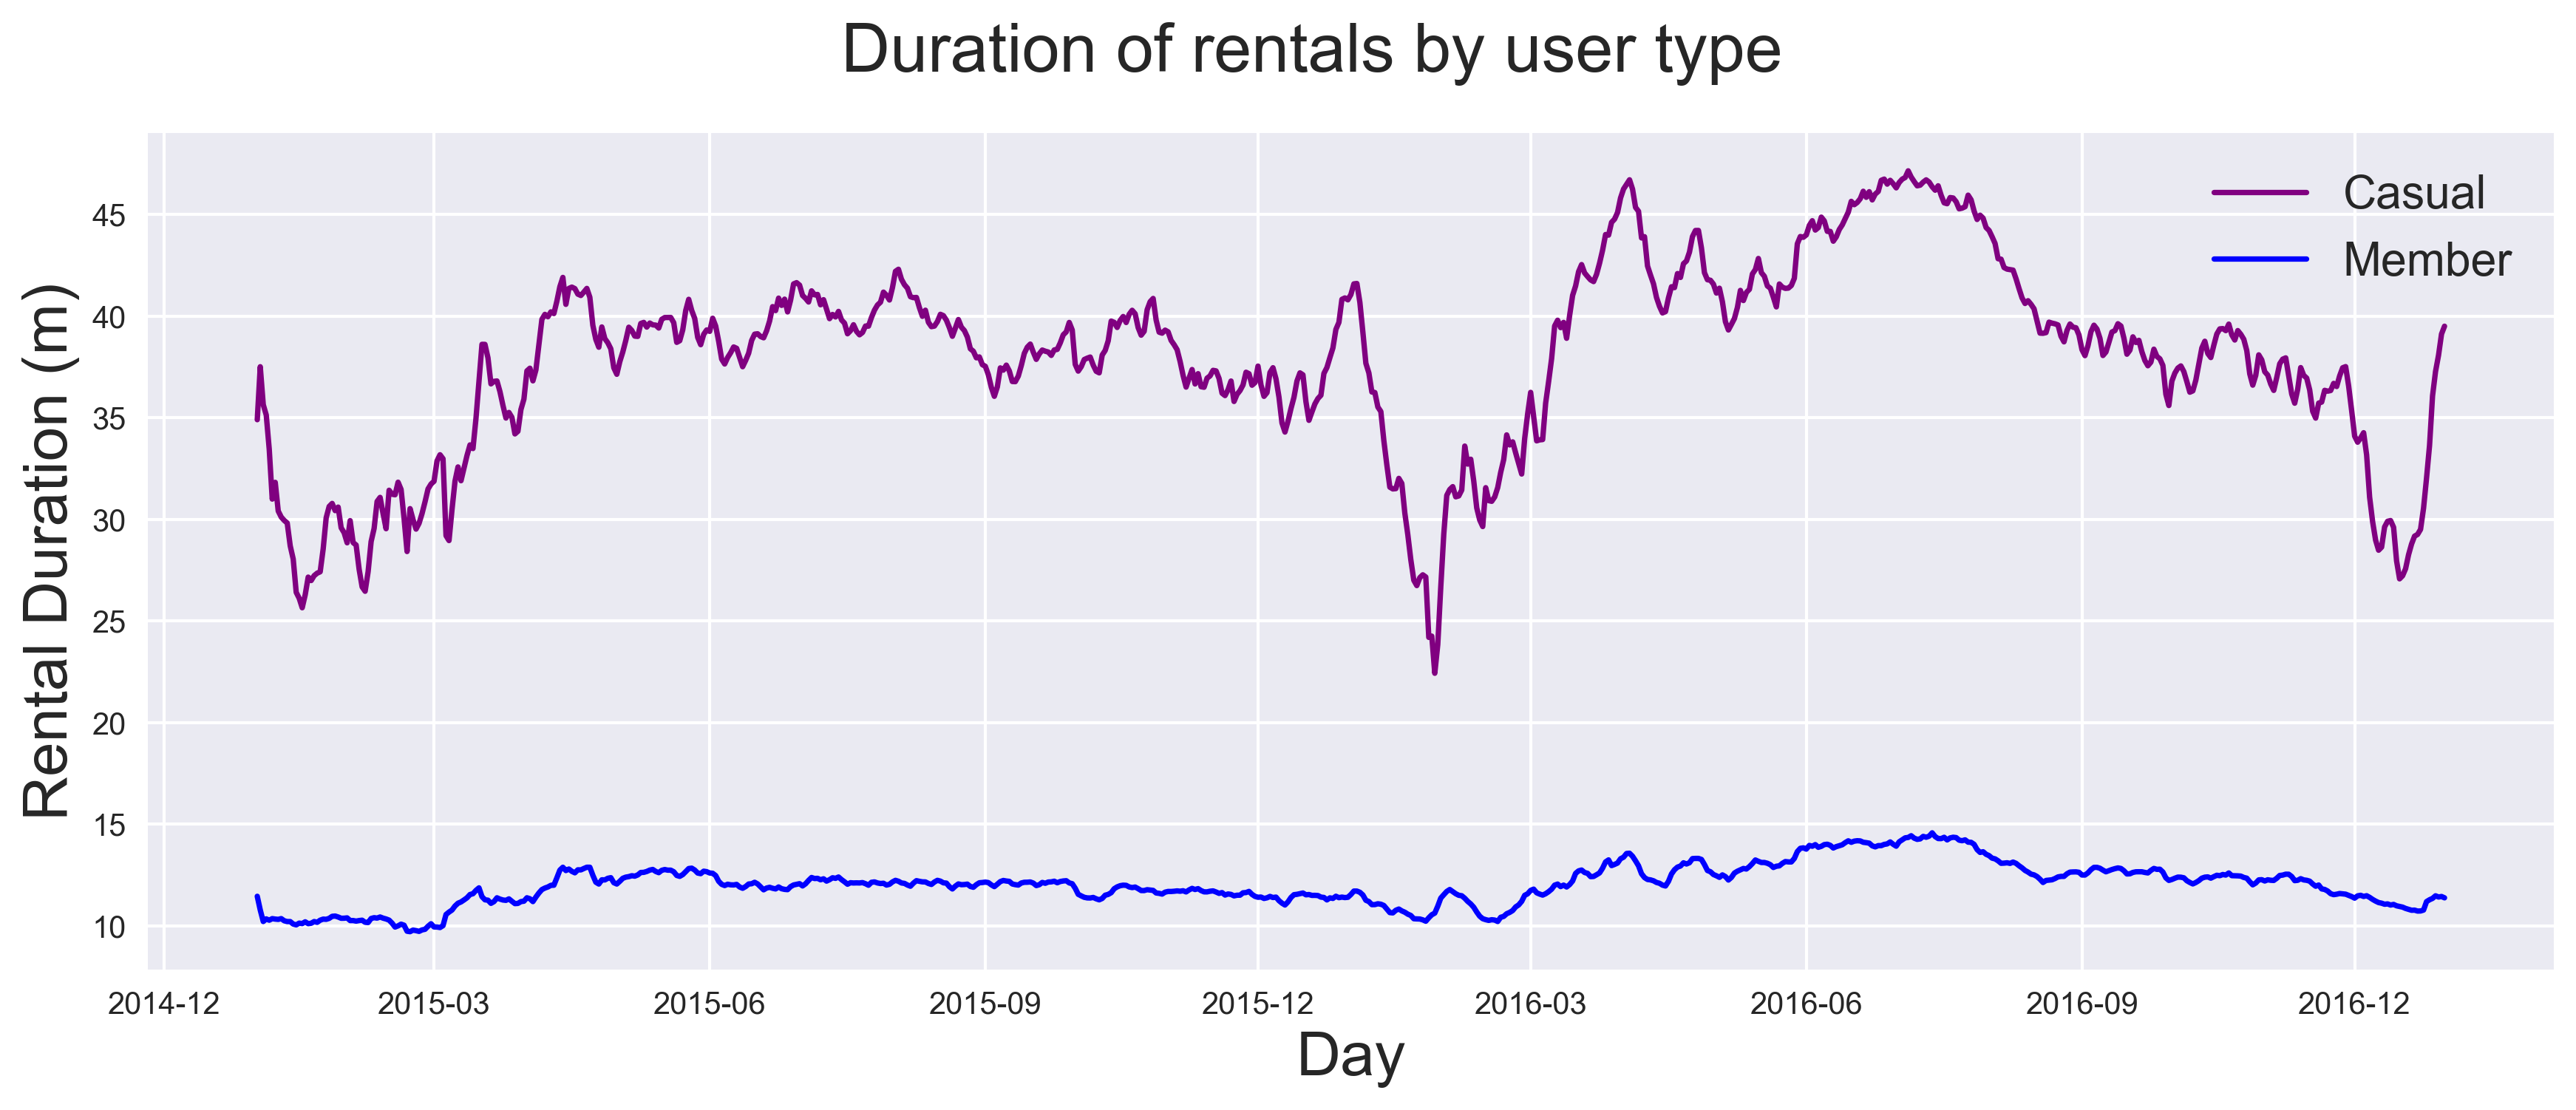 Duration of rentals by user type
Rental Duration (m)
45
40
35
30
25
20
15
10
Casual
Member
2014-12 2015-03 2015-06 2015-09 2015-12 2016-03 2016-06 2016-09 2016-12
Day